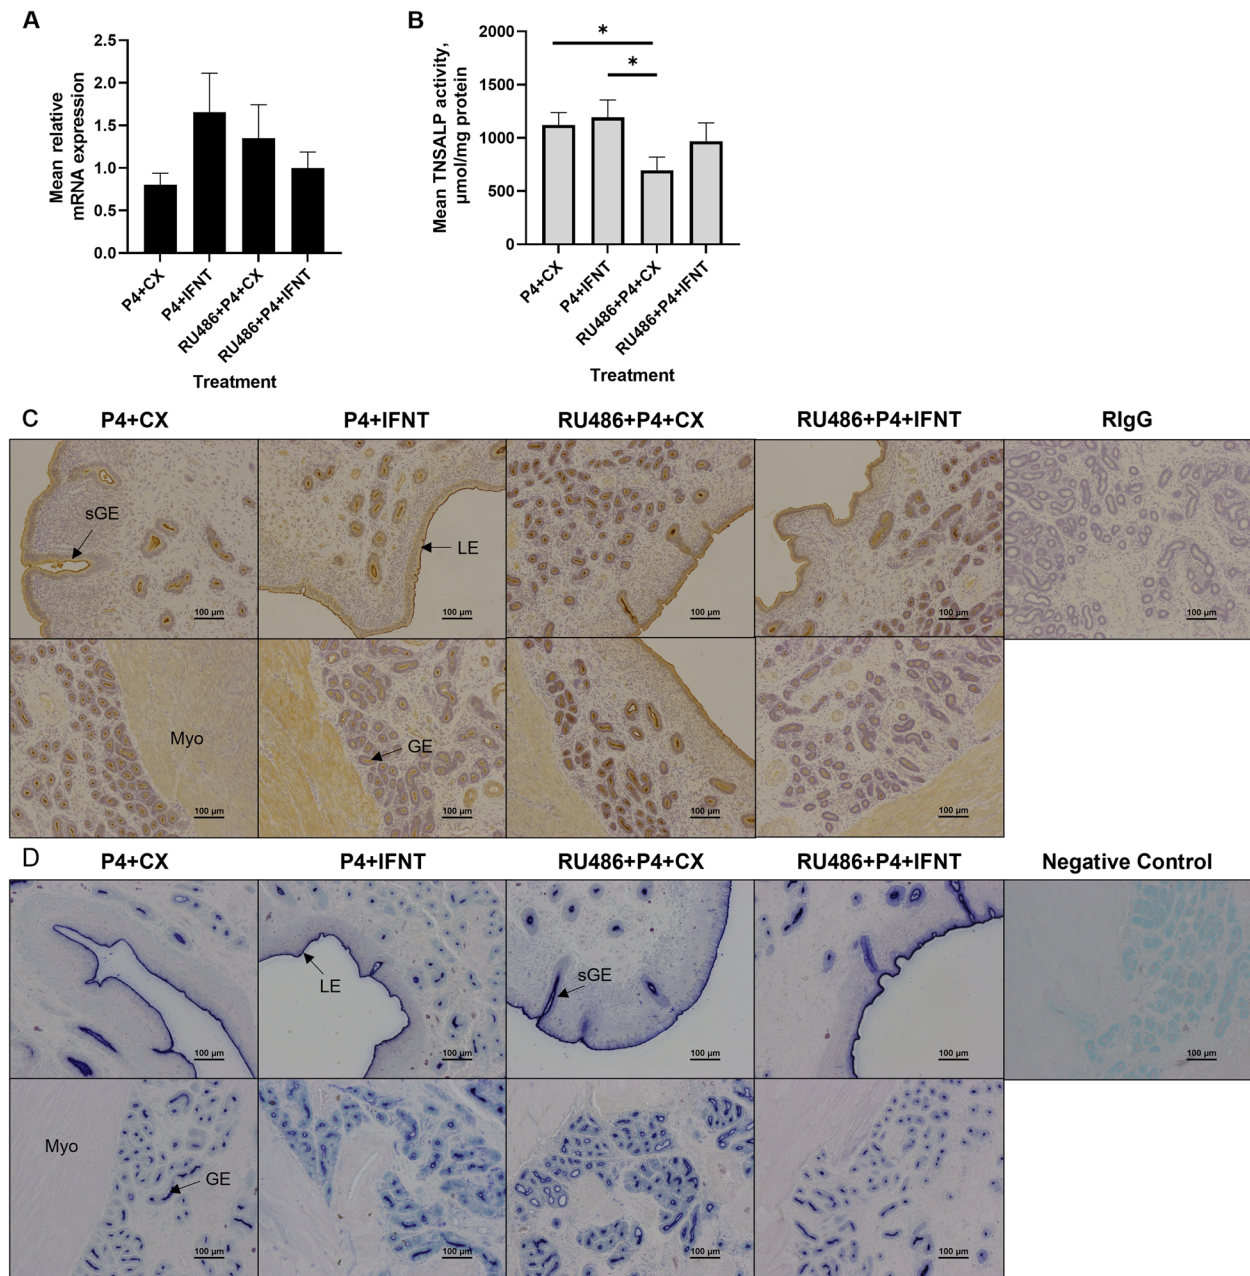 A
Mean relative
mRNA expression
2.5
2.0
1.5
1.0
0.5
0.0
P4+CX
P4+IFNT
RU486+P4+CX
RU486+P4+IFNT
Treatment
B
Mean TNSALP activity,
µmol/mg protein
2000
1500
1000
500
0
*
*
P4+CX
P4+IFNT
RU486+P4+CX
RU486+P4+IFNT
Treatment
C
P4+CX
P4+IFNT
RU486+P4+CX
RU486+P4+IFNT
RIgG
sGE
LE
100 µm
100 µm
100 µm
100 µm
100 µm
Myo
GE
100 µm
100 µm
100 µm
100 µm
D
P4+CX
P4+IFNT
RU486+P4+CX
RU486+P4+IFNT
Negative Control
LE
sGE
100 µm
100 µm
100 µm
100 µm
100 µm
Myo
GE
100 µm
100 µm
100 µm
100 µm